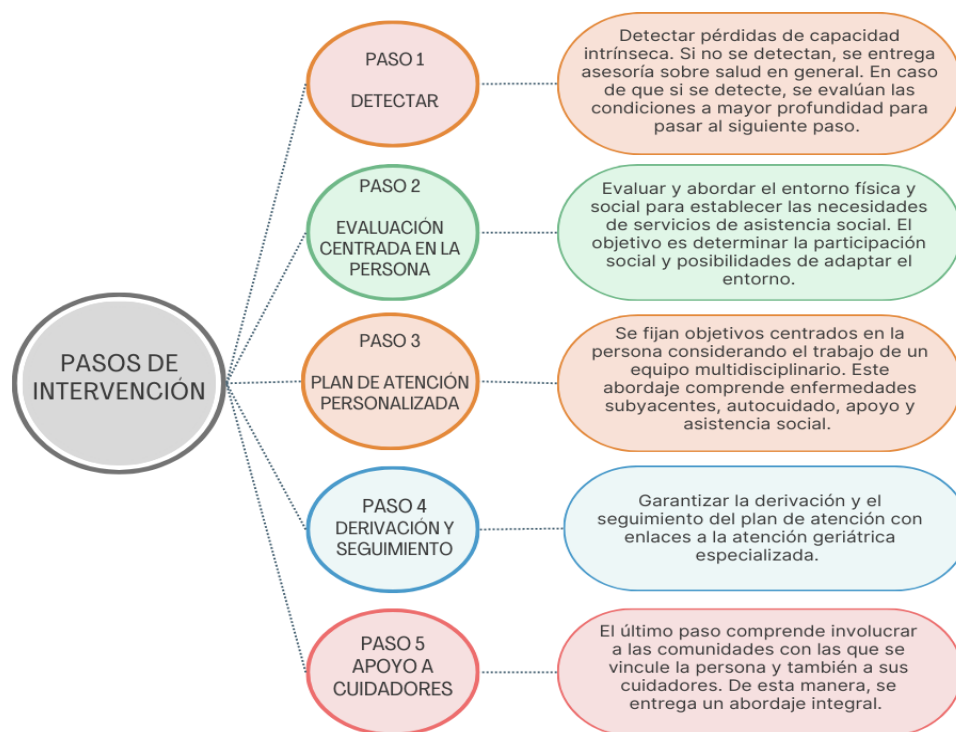 PASOS DE
INTERVENCIÓN
PASO 1
DETECTAR
Detectar pérdidas de capacidad
intrínseca. Si no se detectan, se entrega
asesoría sobre salud en general. En caso
de que si se detecte, se evalúan las
condiciones a mayor profundidad para
pasar al siguiente paso.
PASO 2
EVALUACIÓN
CENTRADA EN LA
PERSONA
Evaluar y abordar el entorno física y
social para establecer las necesidades
de servicios de asistencia social. El
objetivo es determinar la participación
social y posibilidades de adaptar el
entorno.
PASO 3
PLAN DE ATENCIÓN
PERSONALIZADA
Se fijan objetivos centrados en la
persona considerando el trabajo de un
equipo multidisciplinario. Este
abordaje comprende enfermedades
subyacentes, autocuidado, apoyo y
asistencia social.
PASO 4
DERIVACIÓN Y
SEGUIMIENTO
Garantizar la derivación y el
seguimiento del plan de atención con
enlaces a la atención geriátrica
especializada.
PASO 5
APOYO A
CUIDADORES
El último paso comprende involucrar
a las comunidades con las que se
vincule la persona y también a sus
cuidadores. De esta manera, se
entrega un abordaje integral.